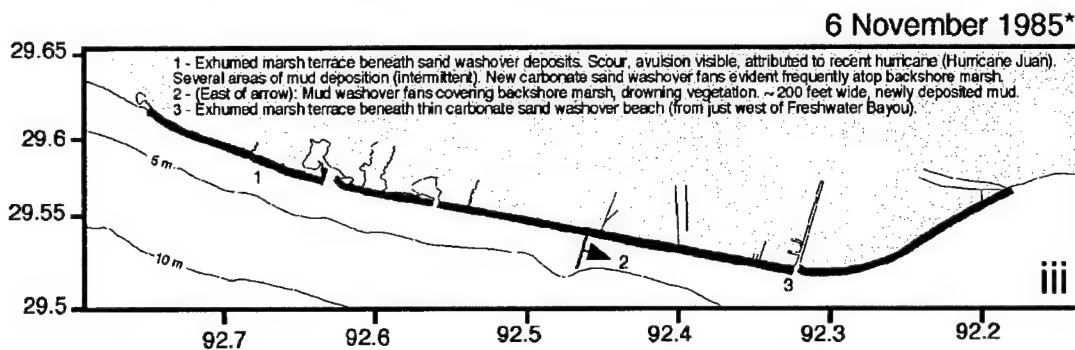 6 November 1985*
29.65
1 - Exhumed marsh terrace beneath sand washover deposits. Scour, avulsion visible, attributed to recent hurricane (Hurricane Juan).
Several areas of mud deposition (intermittent). New carbonate sand washover fans evident frequently atop backshore marsh.
2 - (East of arrow): Mud washover fans covering backshore marsh, drowning vegetation. ~200 feet wide, newly deposited mud.
3 - Exhumed marsh terrace beneath thin carbonate sand washover beach (from just west of Freshwater Bayou).
29.6
5 m
1
29.55
10 m
2
3
iii
29.5
92.7 92.6 92.5 92.4 92.3 92.2